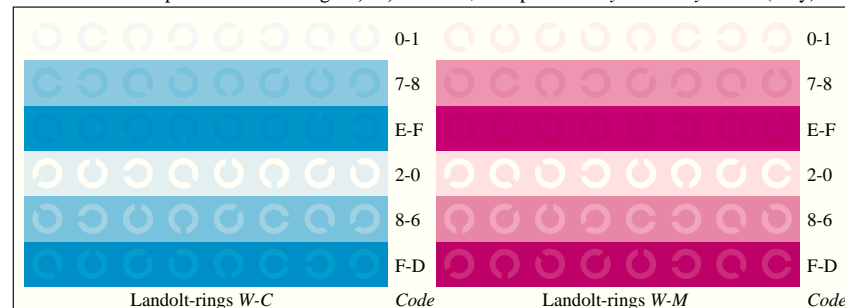 0-1 0-1
7-8 7-8
E-F E-F
2-0 2-0
8-6 8-6
F-D F-D
Landolt-rings W-C Code Landolt-rings W-M Code